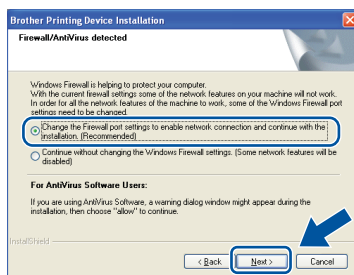 Brother Printing Device Installation
Firewall/AntiVirus detected
Windows Firewall is helping to protect your computer.
With the current firewall settings some of the network features on your machine will not work.
In order for all the network features of the machine to work, some of the Windows Firewall port
settings need to be changed.
Change the Firewall port settings to enable network connection and continue with the
installation. (Recommended)
Continue without changing the Windows Firewall settings. (Some network features will be
disabled)
For AntiVirus Software Users:
If you are using AntiVirus Software, a warning dialog window might appear during the
installation, then choose "allow" to continue.
InstallShield
< Back
Next >
Cancel